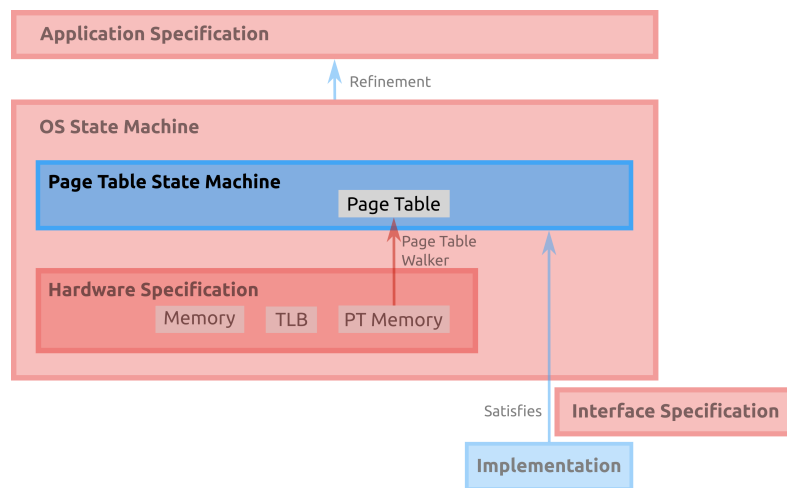 Application Specification
Refinement
OS State Machine
Page Table State Machine
Page Table
Page Table
Walker
Hardware Specification
Memory
TLB
PT Memory
Satisfies
Interface Specification
Implementation